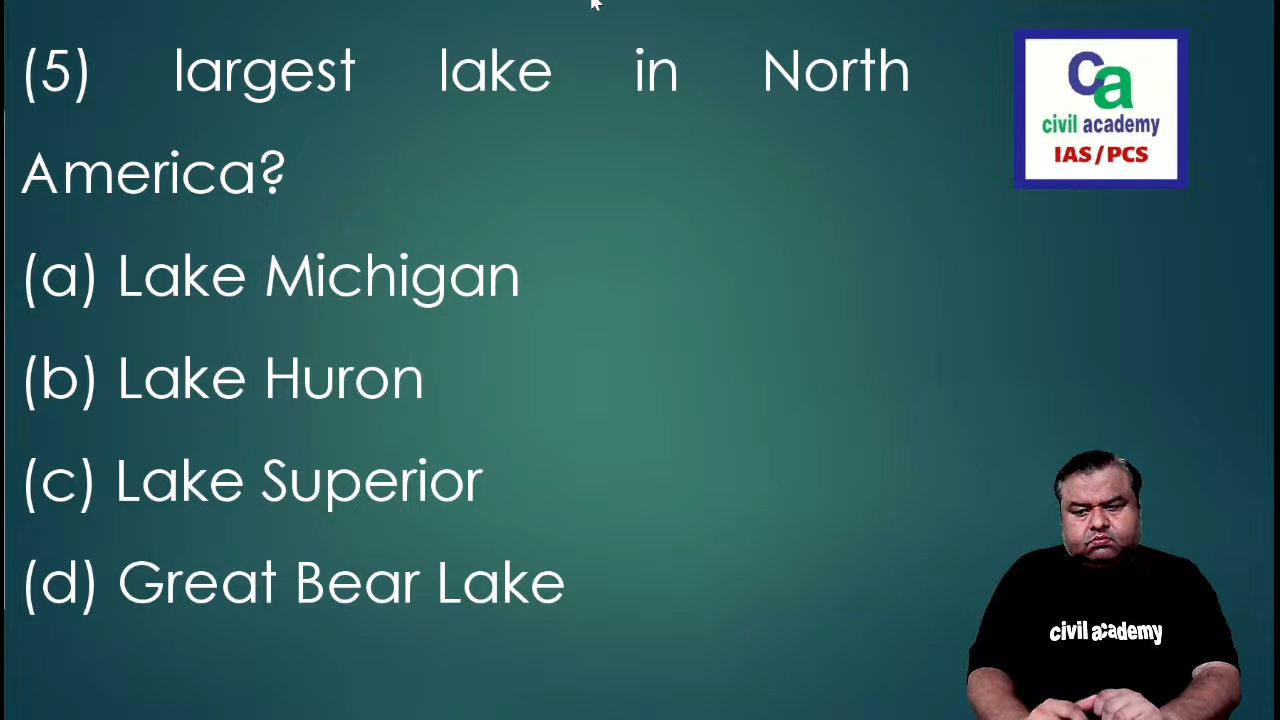 (5) largest lake in North
America?
(a) Lake Michigan
(b) Lake Huron
(c) Lake Superior
(d) Great Bear Lake
ca
civil academy
IAS/PCS
civil academy